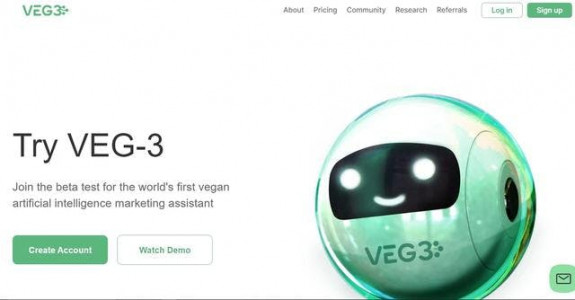 VEG3
About Pricing Community Research Referrals Log in Sign up
Try VEG-3
Join the beta test for the world's first vegan
artificial intelligence marketing assistant
Create Account Watch Demo
VEG3